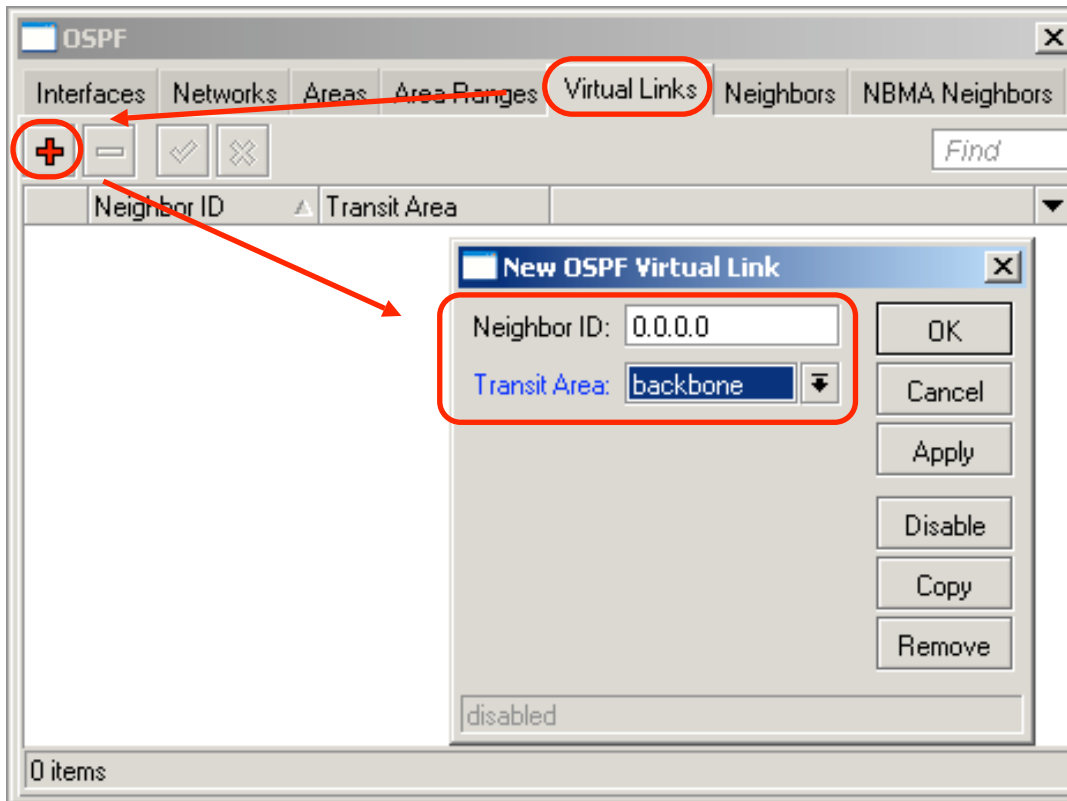 OSPF
Interfaces Networks Areas Area Ranges Virtual Links Neighbors NBMA Neighbors
Find
Neighbor ID Transit Area
New OSPF Virtual Link
Neighbor ID: 0.0.0.0
OK
Transit Area: backbone
Cancel
Apply
Disable
Copy
Remove
disabled
0 items